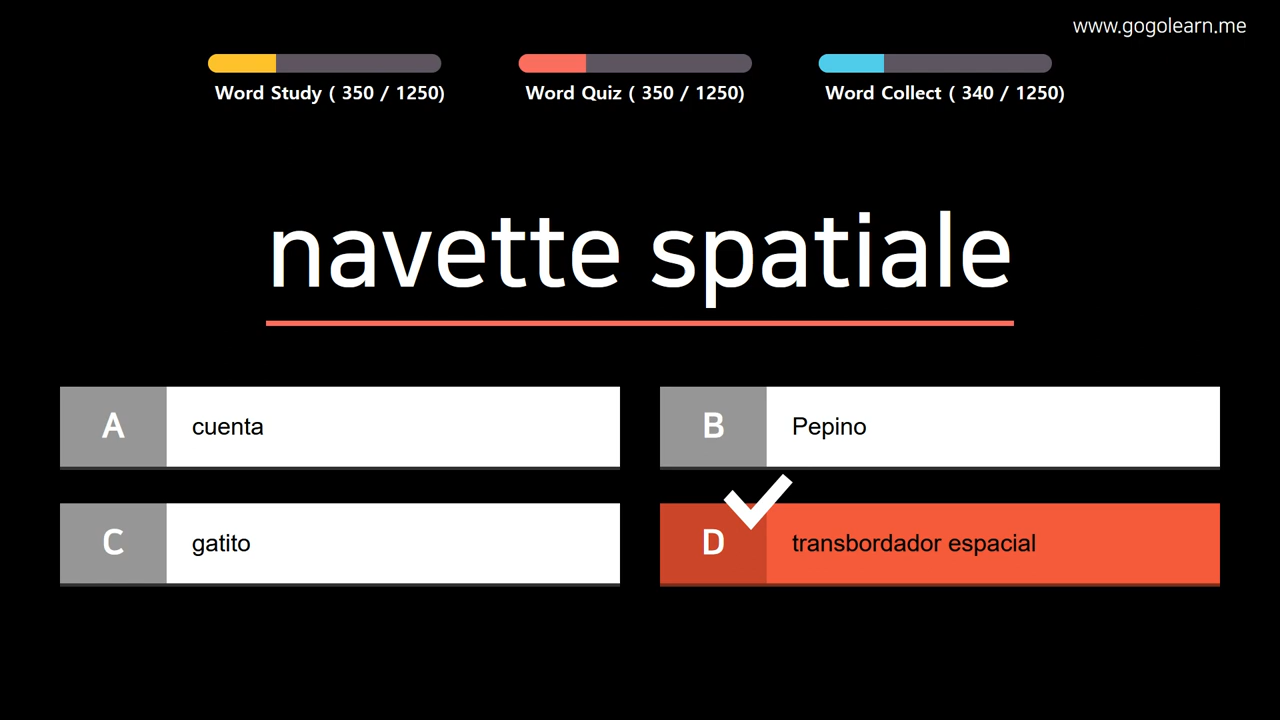 www.gogolearn.me
Word Study ( 350 / 1250)
Word Quiz ( 350 / 1250)
Word Collect ( 340 / 1250)
navette spatiale
A cuenta
B Pepino
C gatito
D transbordador espacial